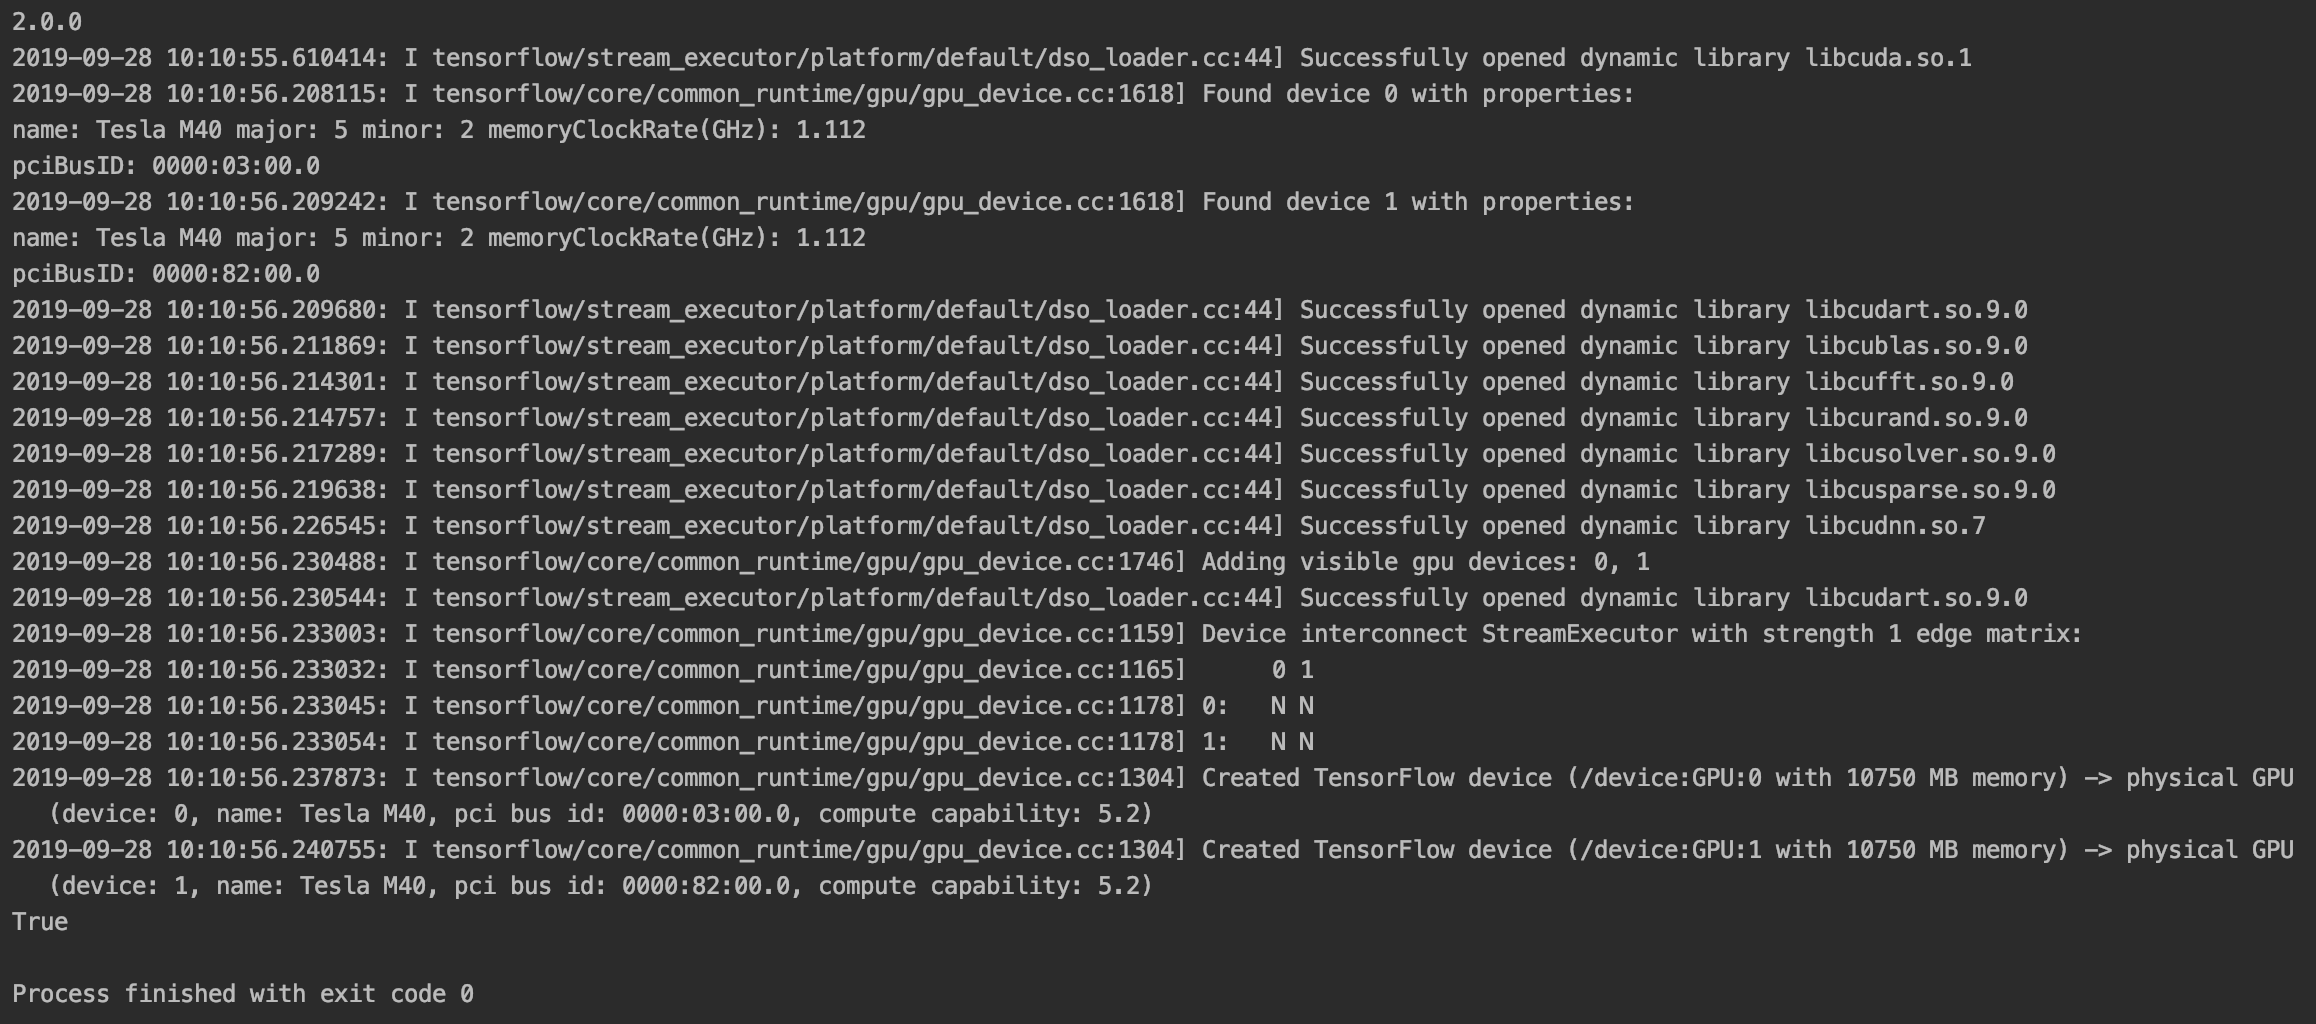 2.0.0
2019-09-28 10:10:55.610414: I tensorflow/stream_executor/platform/default/dso_loader.cc:44] Successfully opened dynamic library libcuda.so.1
2019-09-28 10:10:56.208115: I tensorflow/core/common_runtime/gpu/gpu_device.cc:1618] Found device 0 with properties:
name: Tesla M40 major: 5 minor: 2 memoryClockRate(GHz): 1.112
pciBusID: 0000:03:00.0
2019-09-28 10:10:56.209242: I tensorflow/core/common_runtime/gpu/gpu_device.cc:1618] Found device 1 with properties:
name: Tesla M40 major: 5 minor: 2 memoryClockRate(GHz): 1.112
pciBusID: 0000:82:00.0
2019-09-28 10:10:56.209680: I tensorflow/stream_executor/platform/default/dso_loader.cc:44] Successfully opened dynamic library libcudart.so.9.0
2019-09-28 10:10:56.211869: I tensorflow/stream_executor/platform/default/dso_loader.cc:44] Successfully opened dynamic library libcublas.so.9.0
2019-09-28 10:10:56.214301: I tensorflow/stream_executor/platform/default/dso_loader.cc:44] Successfully opened dynamic library libcufft.so.9.0
2019-09-28 10:10:56.214757: I tensorflow/stream_executor/platform/default/dso_loader.cc:44] Successfully opened dynamic library libcurand.so.9.0
2019-09-28 10:10:56.217289: I tensorflow/stream_executor/platform/default/dso_loader.cc:44] Successfully opened dynamic library libcusolver.so.9.0
2019-09-28 10:10:56.219638: I tensorflow/stream_executor/platform/default/dso_loader.cc:44] Successfully opened dynamic library libcusparse.so.9.0
2019-09-28 10:10:56.226545: I tensorflow/stream_executor/platform/default/dso_loader.cc:44] Successfully opened dynamic library libcudnn.so.7
2019-09-28 10:10:56.230488: I tensorflow/core/common_runtime/gpu/gpu_device.cc:1746] Adding visible gpu devices: 0, 1
2019-09-28 10:10:56.230544: I tensorflow/stream_executor/platform/default/dso_loader.cc:44] Successfully opened dynamic library libcudart.so.9.0
2019-09-28 10:10:56.233003: I tensorflow/core/common_runtime/gpu/gpu_device.cc:1159] Device interconnect StreamExecutor with strength 1 edge matrix:
2019-09-28 10:10:56.233032: I tensorflow/core/common_runtime/gpu/gpu_device.cc:1165]      0 1
2019-09-28 10:10:56.233045: I tensorflow/core/common_runtime/gpu/gpu_device.cc:1178] 0:   N N
2019-09-28 10:10:56.233054: I tensorflow/core/common_runtime/gpu/gpu_device.cc:1178] 1:   N N
2019-09-28 10:10:56.237873: I tensorflow/core/common_runtime/gpu/gpu_device.cc:1304] Created TensorFlow device (/device:GPU:0 with 10750 MB memory) -> physical GPU
(device: 0, name: Tesla M40, pci bus id: 0000:03:00.0, compute capability: 5.2)
2019-09-28 10:10:56.240755: I tensorflow/core/common_runtime/gpu/gpu_device.cc:1304] Created TensorFlow device (/device:GPU:1 with 10750 MB memory) -> physical GPU
(device: 1, name: Tesla M40, pci bus id: 0000:82:00.0, compute capability: 5.2)
True
Process finished with exit code 0